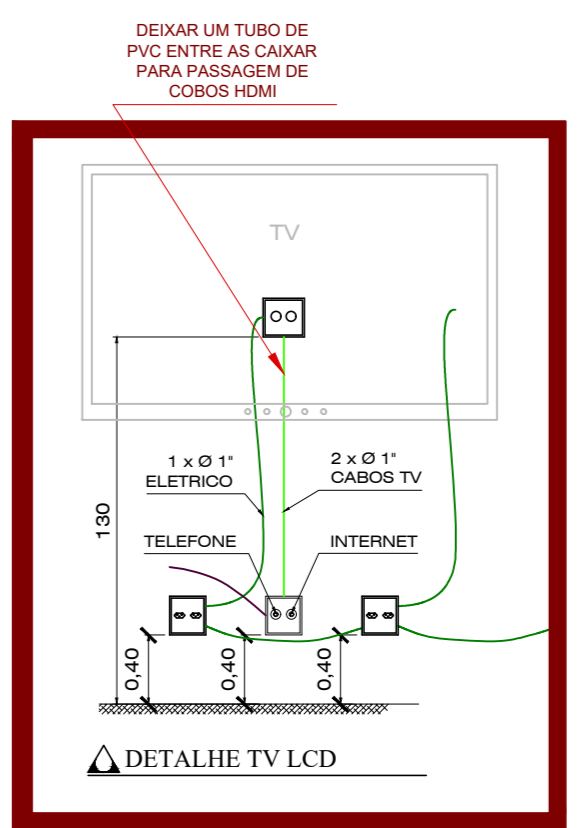 DEIXAR UM TUBO DE
PVC ENTRE AS CAIXAR
PARA PASSAGEM DE
COBOS HDMI
TV
1 x Ø 1"
ELETRICO
2 x Ø 1"
CABOS TV
130
TELEFONE
INTERNET
0,40
0,40
0,40
DETALHE TV LCD